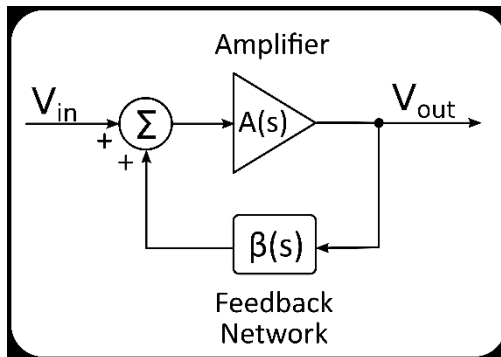 Amplifier
Vin
+
+
Σ
A(s)
Vout
β(s)
Feedback
Network